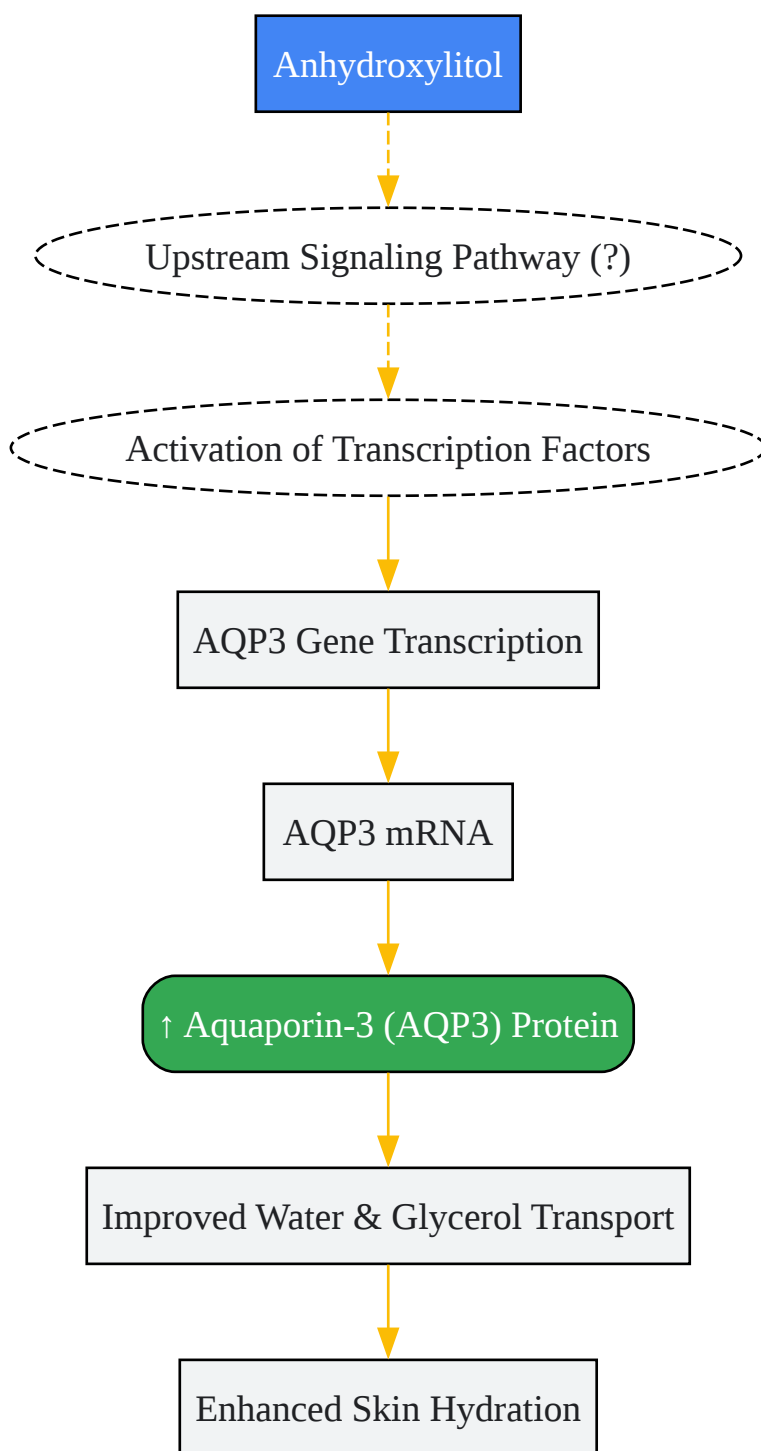 Anhydroxylitol
Upstream Signaling Pathway (?)
Activation of Transcription Factors
AQP3 Gene Transcription
AQP3 mRNA
↑ Aquaporin-3 (AQP3) Protein
Improved Water & Glycerol Transport
Enhanced Skin Hydration